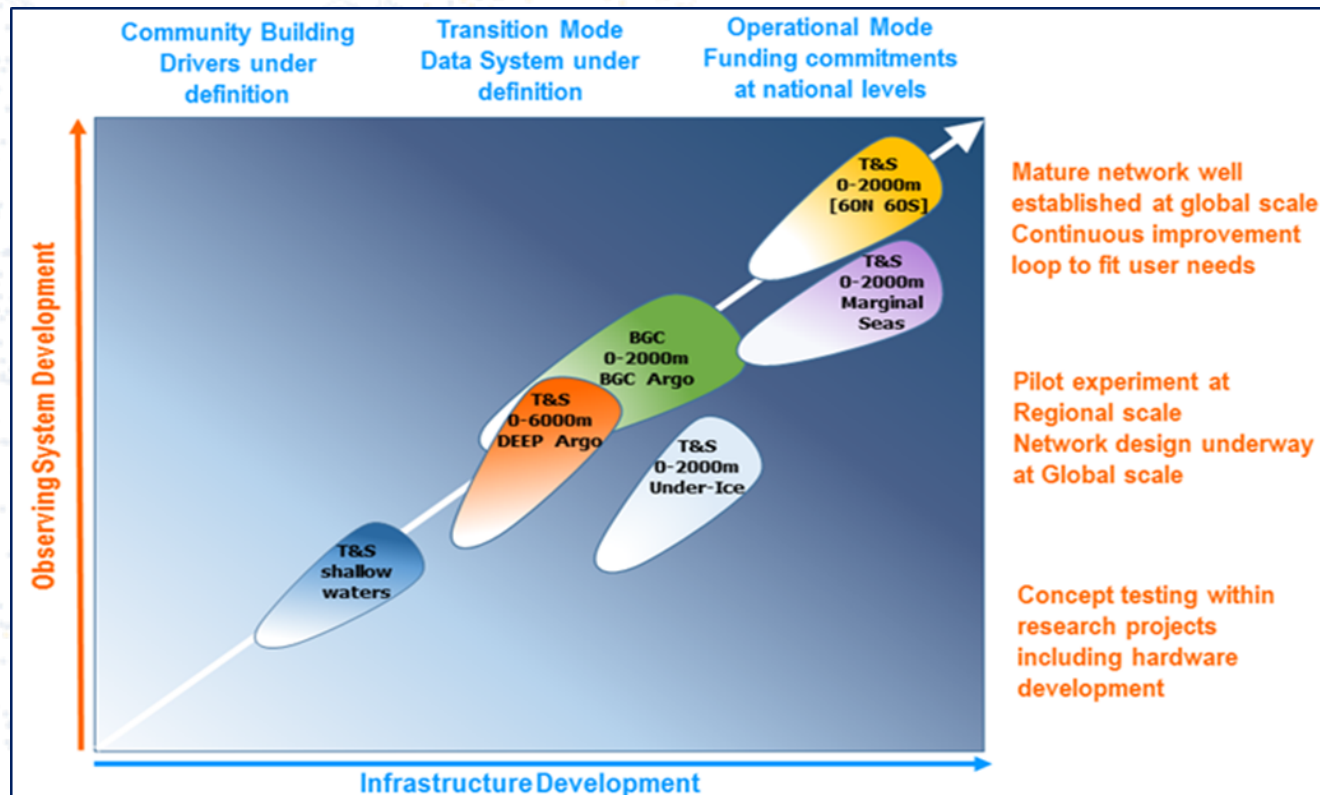 Community Building
Drivers under
definition
Transition Mode
Data System under
definition
Operational Mode
Funding commitments
at national levels
Observing System Development
T&S
0-2000m
[60N 60S]
T&S
0-2000m
Marginal
Seas
BGC
0-2000m
BGC Argo
T&S
0-6000m
DEEP Argo
T&S
0-2000m
Under-Ice
T&S
shallow
waters
Mature network well
established at global scale
Continuous improvement
loop to fit user needs
Pilot experiment at
Regional scale
Network design underway
at Global scale
Concept testing within
research projects
including hardware
development
Infrastructure Development